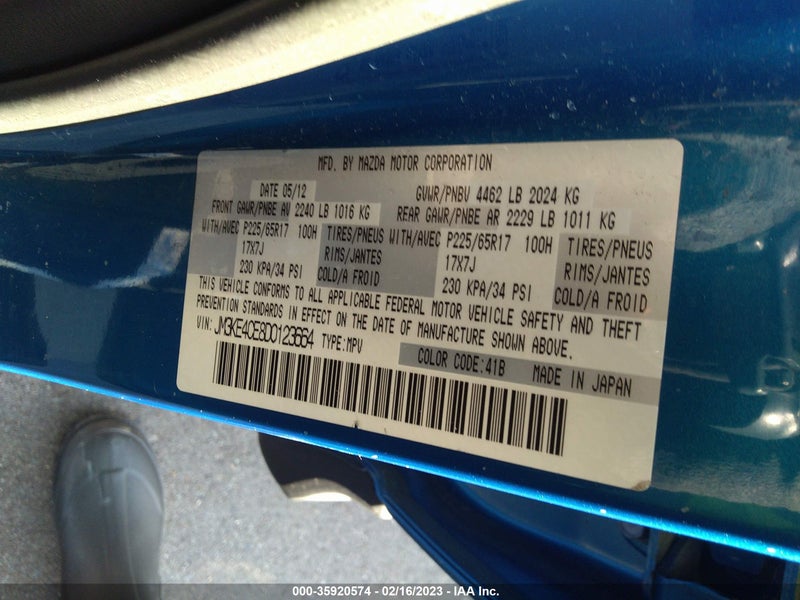 MFD. BY MAZDA MOTOR CORPORATION
DATE 05/12 GVWR/PNBV 4462 LB 2024 KG
FRONT GAWR/PNBE AV 2240 LB 1016 KG REAR GAWR/PNBE AR 2229 LB 1011 KG
WITH/AVEC P225/65R17 100H TIRES/PNEUS WITH/AVEC P225/65R17 100H TIRES/PNEUS
17X7J RIMS/JANTES 17X7J RIMS/JANTES
230 KPA/34 PSI COLD/A FROID 230 KPA/34 PSI COLD/A FROID
THIS VEHICLE CONFORMS TO ALL APPLICABLE FEDERAL MOTOR VEHICLE SAFETY AND THEFT
PREVENTION STANDARDS IN EFFECT ON THE DATE OF MANUFACTURE SHOWN ABOVE.
VIN: JM3KE4CE8D0123664 TYPE:MPV
COLOR CODE:41B MADE IN JAPAN
000-35920574 - 02/16/2023 - IAA Inc.